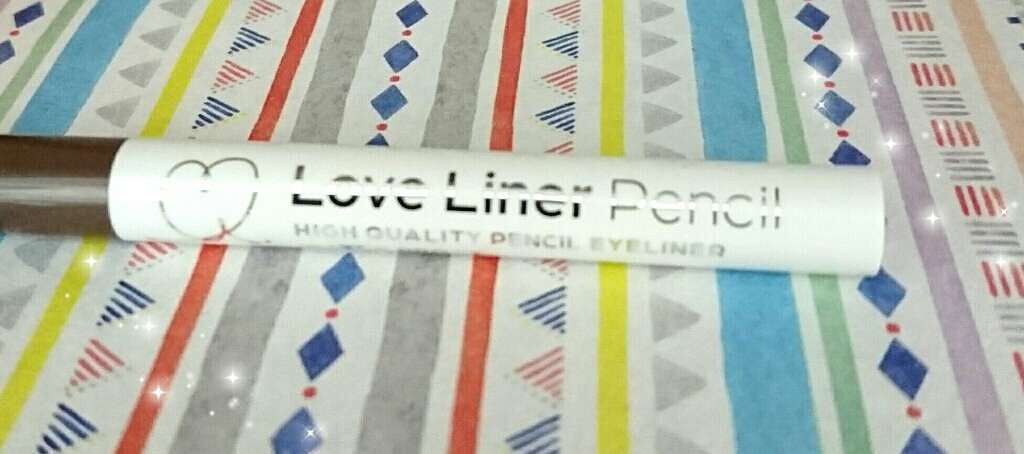 Love Liner Pencil
HIGH QUALITY PENCIL EYELINER